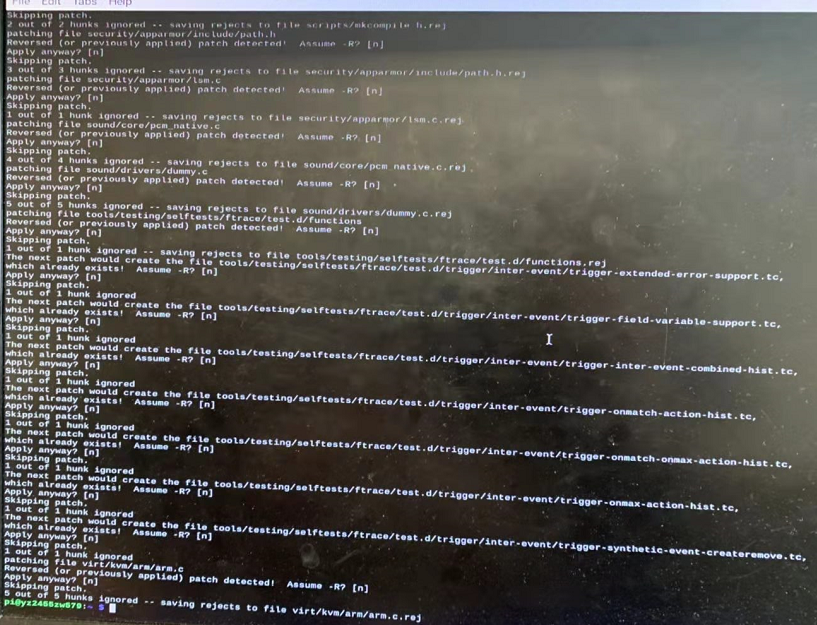 File Edit Tabs Help
Skipping patch.
2 out of 2 hunks ignored -- saving rejects to file scripts/mkcompile_h.rej
patching file security/apparmor/include/path.h
Reversed (or previously applied) patch detected!  Assume -R? [n]
Apply anyway? [n]
Skipping patch.
3 out of 3 hunks ignored -- saving rejects to file security/apparmor/include/path.h.rej
patching file security/apparmor/lsm.c
Reversed (or previously applied) patch detected!  Assume -R? [n]
Apply anyway? [n]
Skipping patch.
1 out of 1 hunk ignored -- saving rejects to file security/apparmor/lsm.c.rej
patching file sound/core/pcm_native.c
Reversed (or previously applied) patch detected!  Assume -R? [n]
Apply anyway? [n]
Skipping patch.
4 out of 4 hunks ignored -- saving rejects to file sound/core/pcm_native.c.rej
patching file sound/drivers/dummy.c
Reversed (or previously applied) patch detected!  Assume -R? [n]
Apply anyway? [n]
Skipping patch.
5 out of 5 hunks ignored -- saving rejects to file sound/drivers/dummy.c.rej
patching file tools/testing/selftests/ftrace/test.d/functions
Reversed (or previously applied) patch detected!  Assume -R? [n]
Apply anyway? [n]
Skipping patch.
1 out of 1 hunk ignored -- saving rejects to file tools/testing/selftests/ftrace/test.d/functions.rej
The next patch would create the file tools/testing/selftests/ftrace/test.d/trigger/inter-event/trigger-extended-error-support.tc,
which already exists!  Assume -R? [n]
Apply anyway? [n]
Skipping patch.
1 out of 1 hunk ignored
The next patch would create the file tools/testing/selftests/ftrace/test.d/trigger/inter-event/trigger-field-variable-support.tc,
which already exists!  Assume -R? [n]
Apply anyway? [n]
Skipping patch.
1 out of 1 hunk ignored
The next patch would create the file tools/testing/selftests/ftrace/test.d/trigger/inter-event/trigger-inter-event-combined-hist.tc,
which already exists!  Assume -R? [n]
Apply anyway? [n]
Skipping patch.
1 out of 1 hunk ignored
The next patch would create the file tools/testing/selftests/ftrace/test.d/trigger/inter-event/trigger-onmatch-action-hist.tc,
which already exists!  Assume -R? [n]
Apply anyway? [n]
Skipping patch.
1 out of 1 hunk ignored
The next patch would create the file tools/testing/selftests/ftrace/test.d/trigger/inter-event/trigger-onmatch-onmax-action-hist.tc,
which already exists!  Assume -R? [n]
Apply anyway? [n]
Skipping patch.
1 out of 1 hunk ignored
The next patch would create the file tools/testing/selftests/ftrace/test.d/trigger/inter-event/trigger-onmax-action-hist.tc,
which already exists!  Assume -R? [n]
Apply anyway? [n]
Skipping patch.
1 out of 1 hunk ignored
The next patch would create the file tools/testing/selftests/ftrace/test.d/trigger/inter-event/trigger-synthetic-event-createremove.tc,
which already exists!  Assume -R? [n]
Apply anyway? [n]
Skipping patch.
1 out of 1 hunk ignored
patching file virt/kvm/arm/arm.c
Reversed (or previously applied) patch detected!  Assume -R? [n]
Apply anyway? [n]
Skipping patch.
5 out of 5 hunks ignored -- saving rejects to file virt/kvm/arm/arm.c.rej
pi@yz2455zw570:~ $